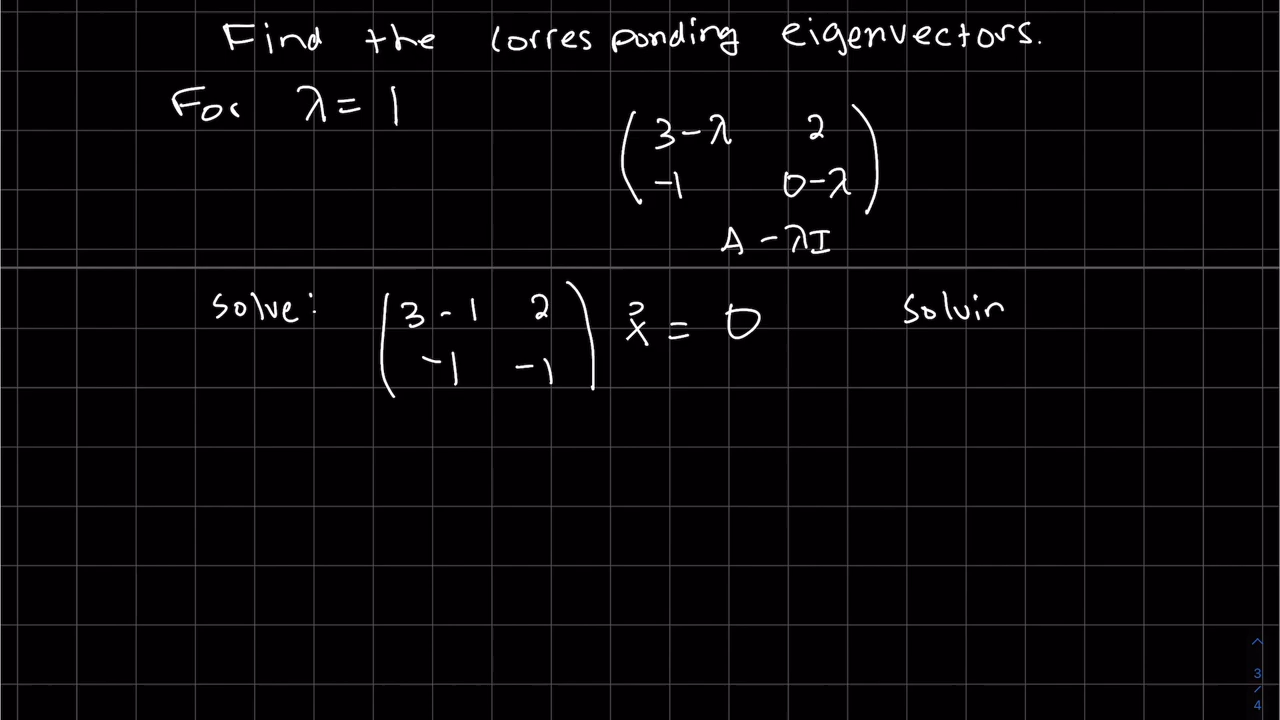 Find the corresponding eigenvectors.
For λ = 1
3-λ 2
-1 0-λ
A - λI
solve: (3-1 2) x⃗ = 0 solvin
-1 -1
3
4